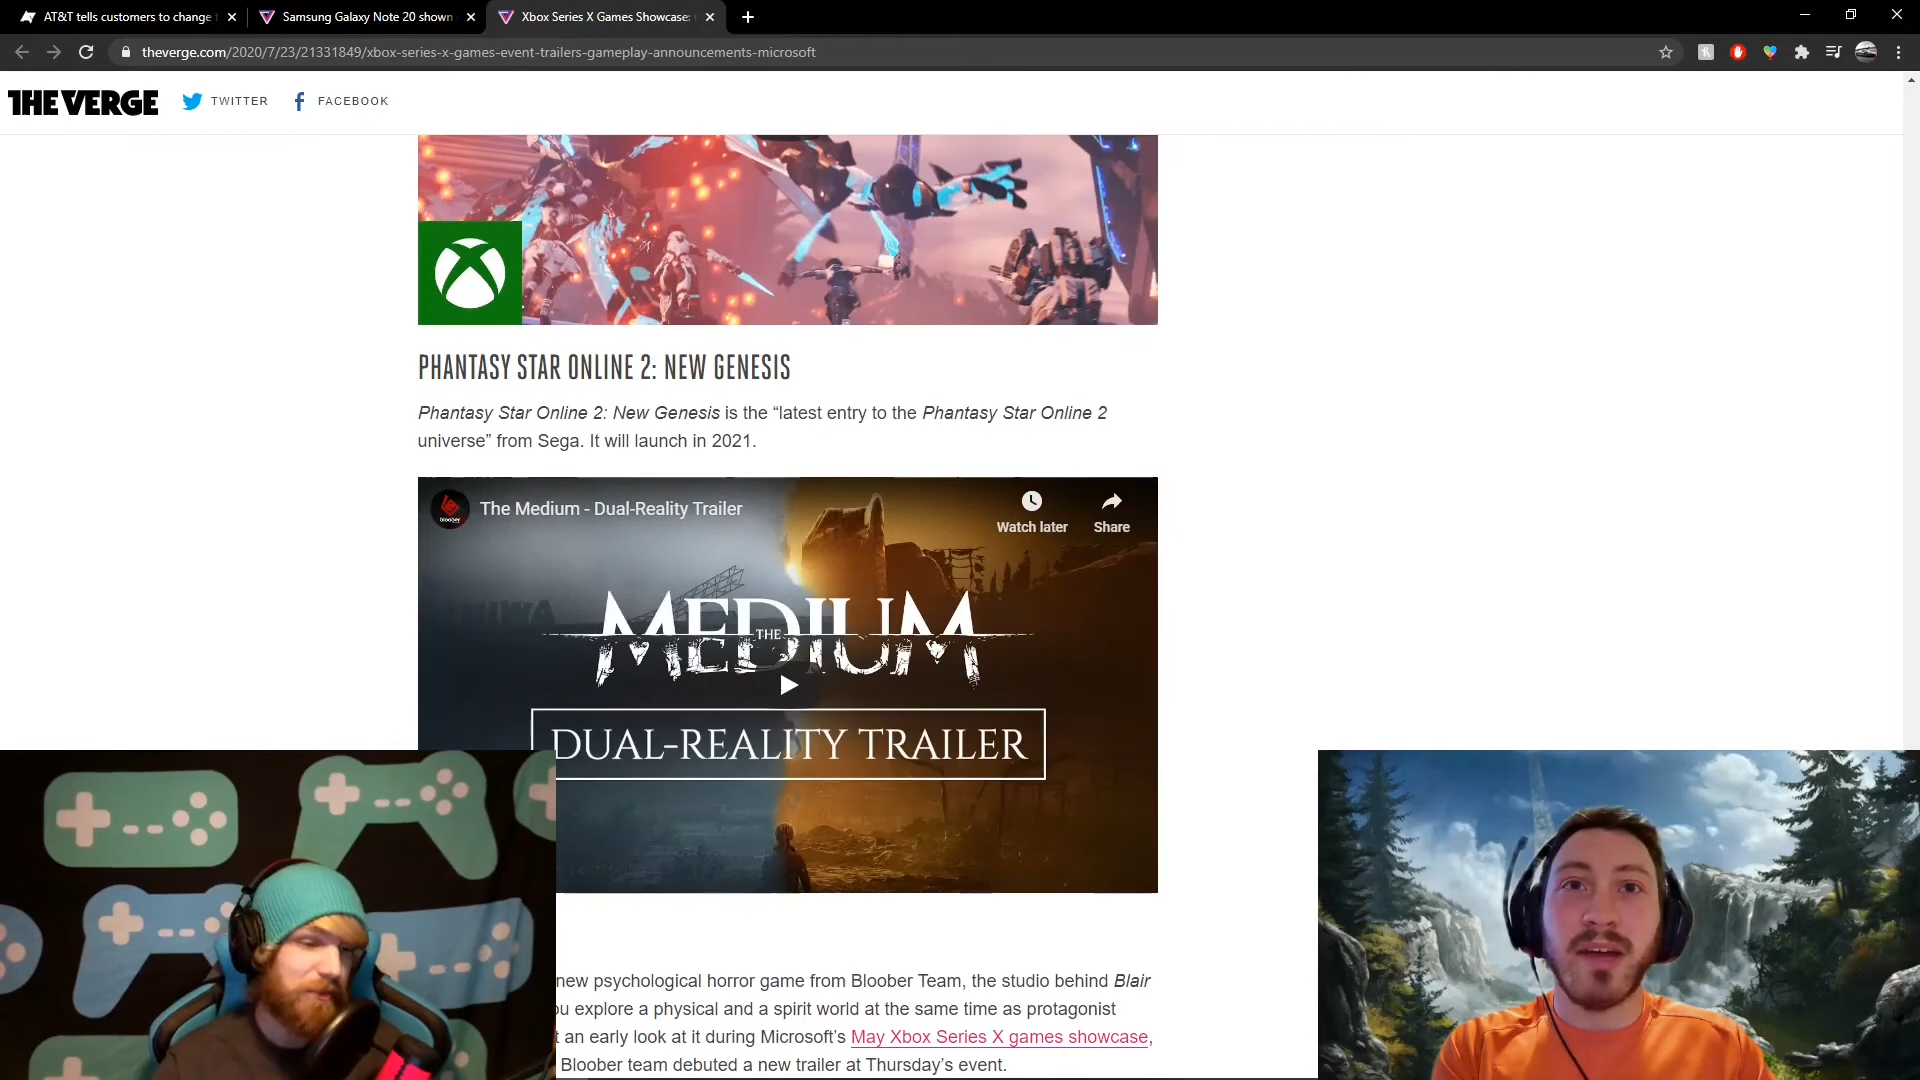 AT&T tells customers to change
Samsung Galaxy Note 20 shown
Xbox Series X Games Showcase:
theverge.com/2020/7/23/21331849/xbox-series-x-games-event-trailers-gameplay-announcements-microsoft
THE VERGE
TWITTER
FACEBOOK
PHANTASY STAR ONLINE 2: NEW GENESIS
Phantasy Star Online 2: New Genesis is the “latest entry to the Phantasy Star Online 2
universe” from Sega. It will launch in 2021.
bloober
The Medium - Dual-Reality Trailer
Watch later
Share
THE
MEDIUM
DUAL-REALITY TRAILER
new psychological horror game from Bloober Team, the studio behind Blair
explore a physical and a spirit world at the same time as protagonist
an early look at it during Microsoft’s May Xbox Series X games showcase,
Bloober team debuted a new trailer at Thursday’s event.